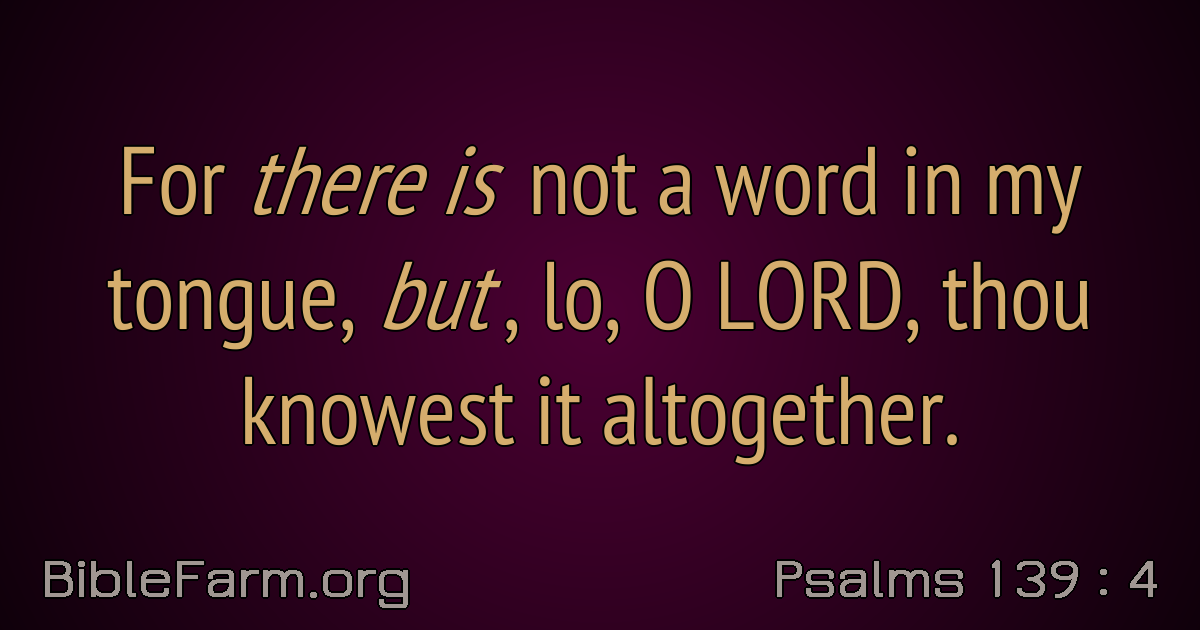 For there is not a word in my
tongue, but, lo, O LORD, thou
knowest it altogether.
BibleFarm.org
Psalms 139 : 4